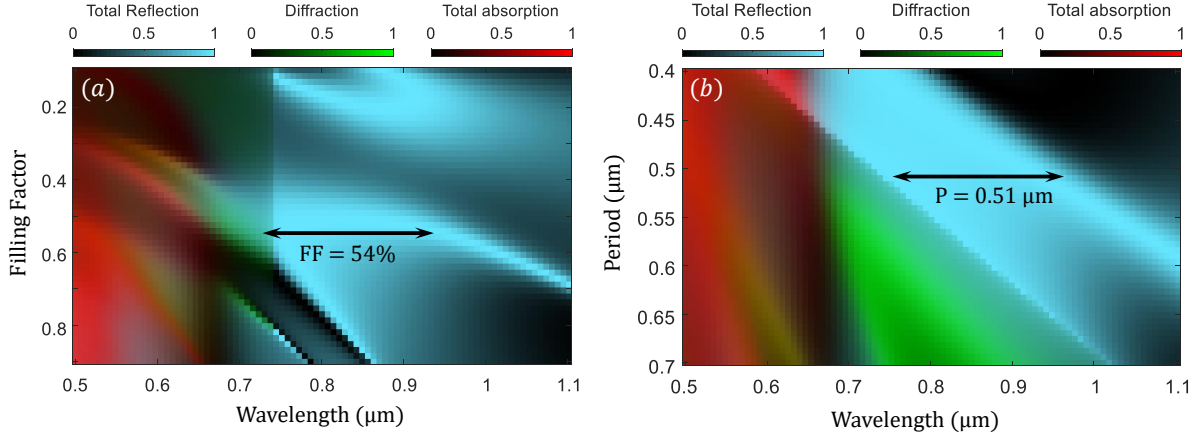 Total Reflection Diffraction Total absorption
0 0.5 1 0 0.5 1 0 0.5 1
(a)
0.2
0.4
0.6
0.8
Filling Factor
FF = 54%
0.5 0.6 0.7 0.8 0.9 1 1.1
Wavelength (μm)
Total Reflection Diffraction Total absorption
0 0.5 1 0 0.5 1 0 0.5 1
(b)
0.4
0.45
0.5
0.55
0.6
0.65
0.7
Period (μm)
P = 0.51 μm
0.5 0.6 0.7 0.8 0.9 1 1.1
Wavelength (μm)